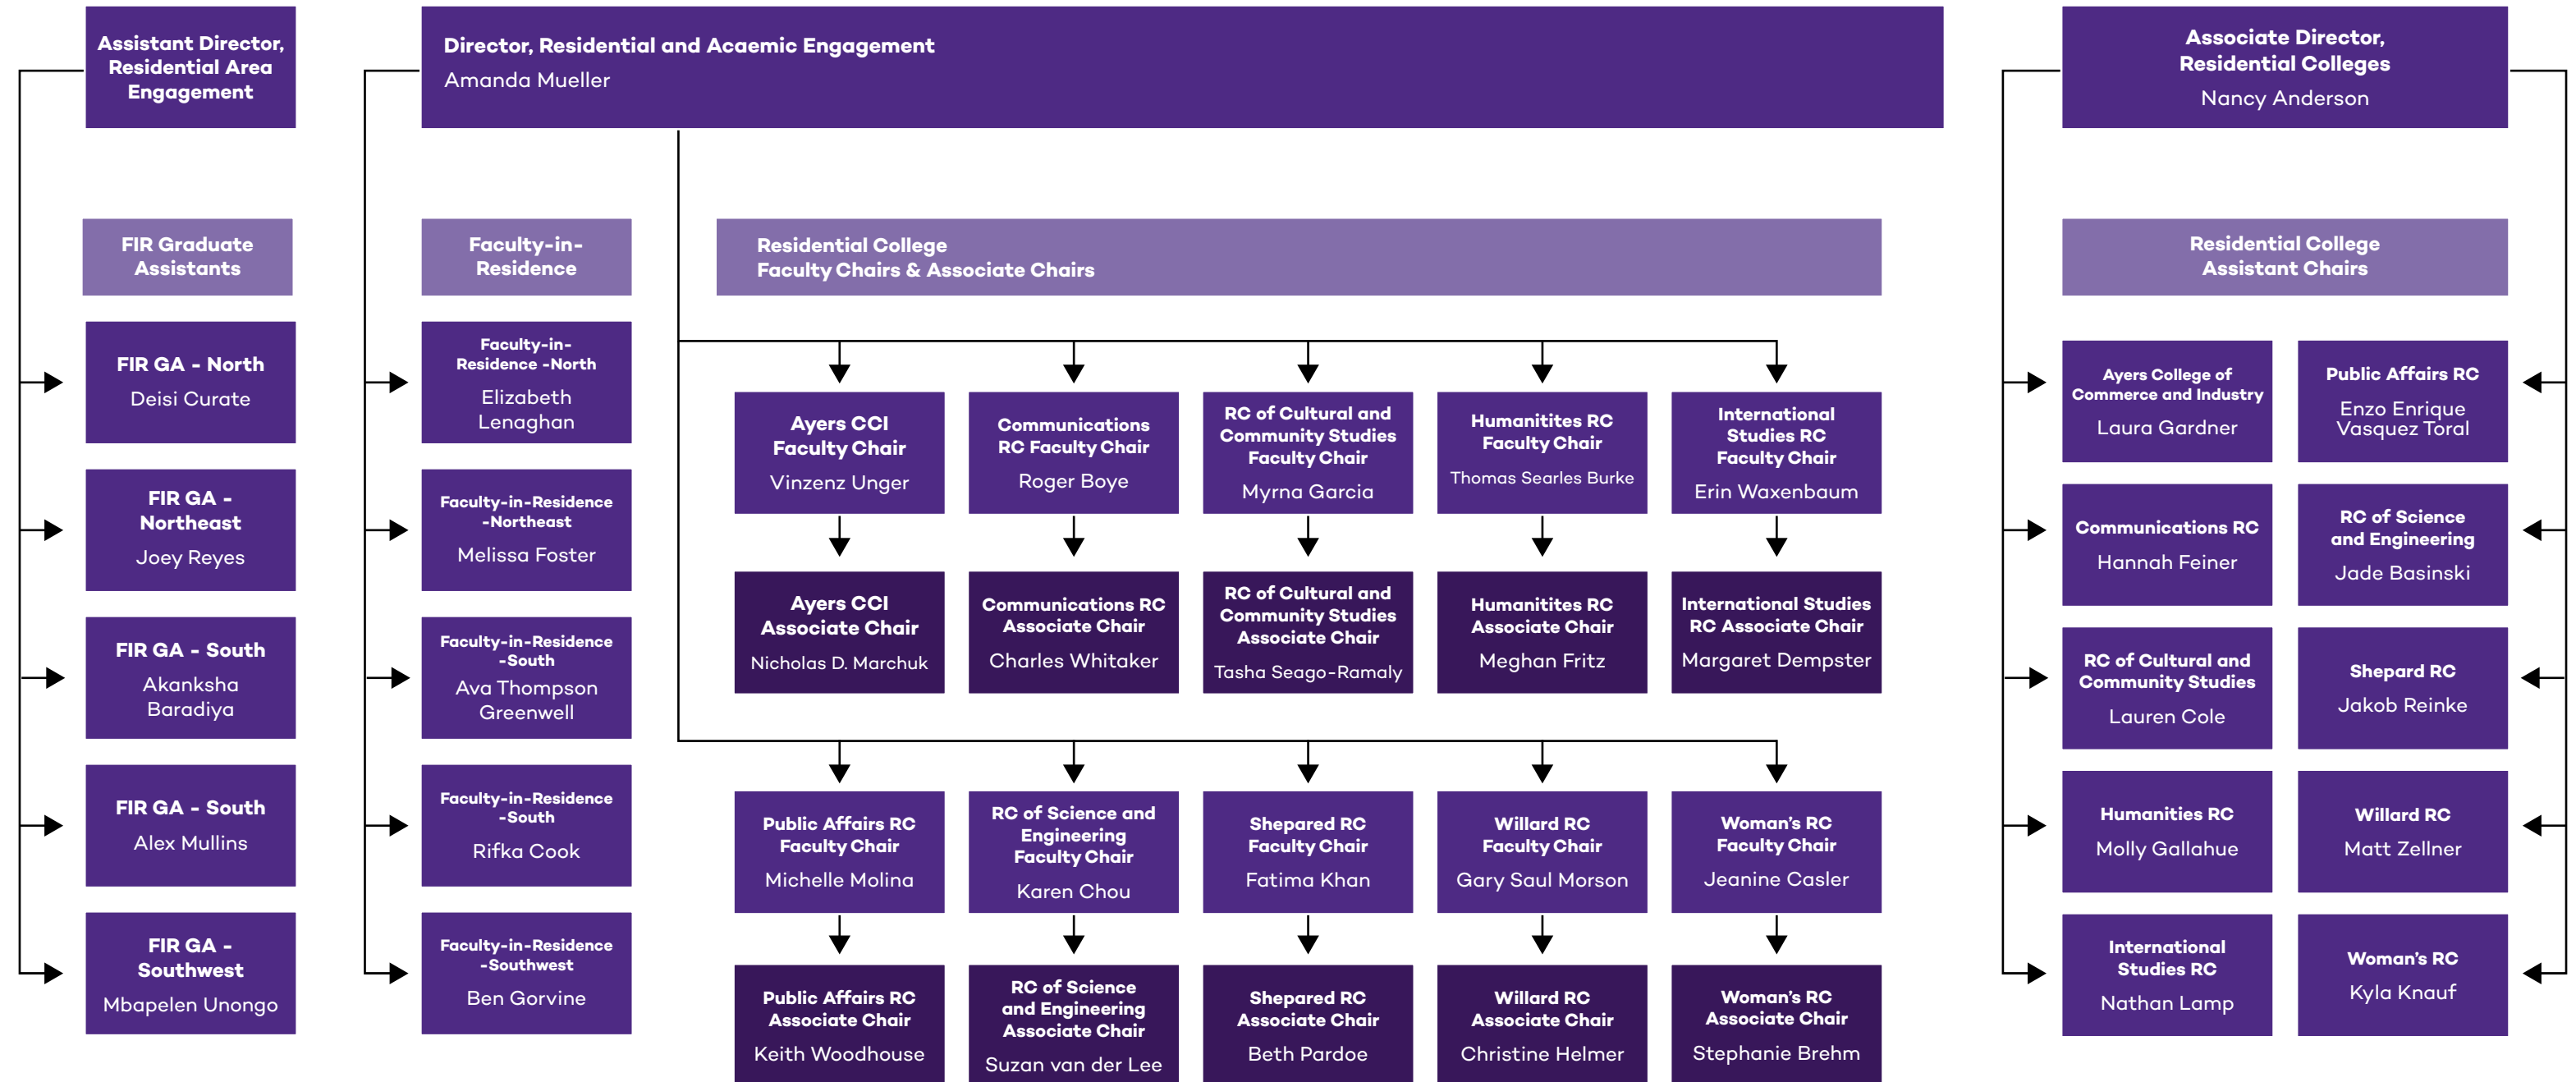 Assistant Director,
Residential Area
Engagement
Director, Residential and Acaemic Engagement
Amanda Mueller
Associate Director,
Residential Colleges
Nancy Anderson
FIR Graduate
Assistants
FIR GA - North
Deisi Curate
FIR GA -
Northeast
Joey Reyes
FIR GA - South
Akanksha
Baradiya
FIR GA - South
Alex Mullins
FIR GA -
Southwest
Mbapelen Unongo
Faculty-in-
Residence
Faculty-in-
Residence -North
Elizabeth
Lenaghan
Faculty-in-Residence
-Northeast
Melissa Foster
Faculty-in-Residence
-South
Ava Thompson
Greenwell
Faculty-in-Residence
-South
Rifka Cook
Faculty-in-Residence
-Southwest
Ben Gorvine
Residential College
Faculty Chairs & Associate Chairs
Ayers CCI
Faculty Chair
Vinzenz Unger
Communications
RC Faculty Chair
Roger Boye
RC of Cultural and
Community Studies
Faculty Chair
Myrna Garcia
Humanitites RC
Faculty Chair
Thomas Searles Burke
International
Studies RC
Faculty Chair
Erin Waxenbaum
Ayers CCI
Associate Chair
Nicholas D. Marchuk
Communications RC
Associate Chair
Charles Whitaker
RC of Cultural and
Community Studies
Associate Chair
Tasha Seago-Ramaly
Humanitites RC
Associate Chair
Meghan Fritz
International Studies
RC Associate Chair
Margaret Dempster
Public Affairs RC
Faculty Chair
Michelle Molina
RC of Science and
Engineering
Faculty Chair
Karen Chou
Shepared RC
Faculty Chair
Fatima Khan
Willard RC
Faculty Chair
Gary Saul Morson
Woman's RC
Faculty Chair
Jeanine Casler
Public Affairs RC
Associate Chair
Keith Woodhouse
RC of Science
and Engineering
Associate Chair
Suzan van der Lee
Shepared RC
Associate Chair
Beth Pardoe
Willard RC
Associate Chair
Christine Helmer
Woman's RC
Associate Chair
Stephanie Brehm
Residential College
Assistant Chairs
Ayers College of
Commerce and Industry
Laura Gardner
Public Affairs RC
Enzo Enrique
Vasquez Toral
Communications RC
Hannah Feiner
RC of Science
and Engineering
Jade Basinski
RC of Cultural and
Community Studies
Lauren Cole
Shepard RC
Jakob Reinke
Humanities RC
Molly Gallahue
Willard RC
Matt Zellner
International
Studies RC
Nathan Lamp
Woman's RC
Kyla Knauf